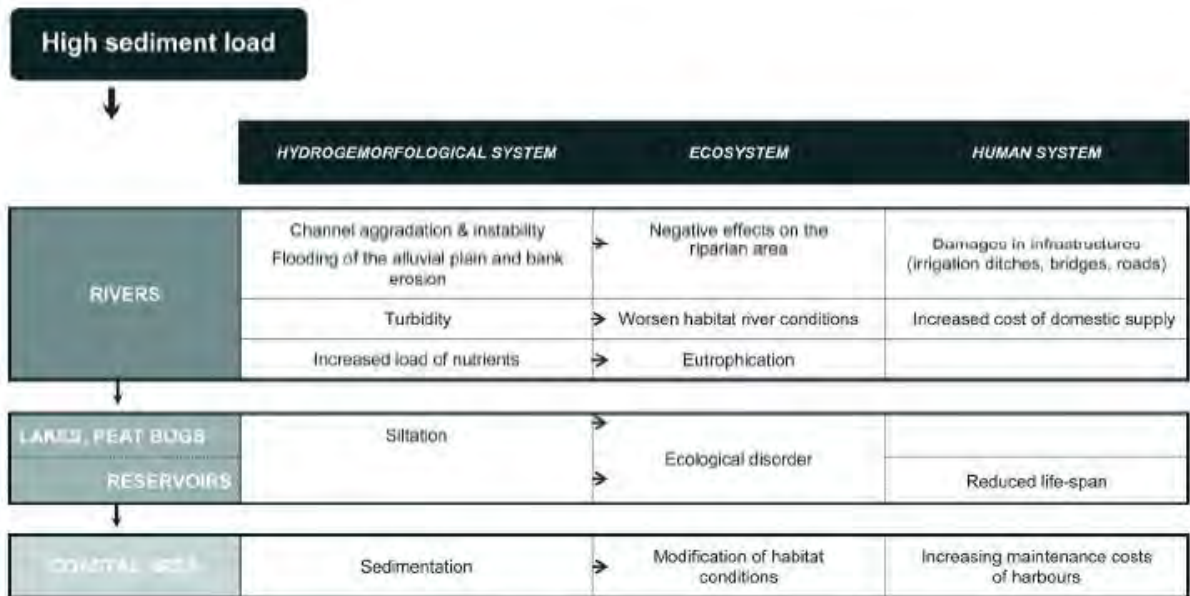 High sediment load
HYDROGEMORFOLOGICAL SYSTEM
ECOSYSTEM
HUMAN SYSTEM
RIVERS
Channel aggradation & instability
Flooding of the alluvial plain and bank
erosion
Negative effects on the
riparian area
Damages in infrastructures
(irrigation ditches, bridges, roads)
Turbidity
Worsen habitat river conditions
Increased cost of domestic supply
Increased load of nutrients
Eutrophication
LAKES, PEAT BOGS
RESERVOIRS
Siltation
Ecological disorder
Reduced life-span
COASTAL AREA
Sedimentation
Modification of habitat
conditions
Increasing maintenance costs
of harbours